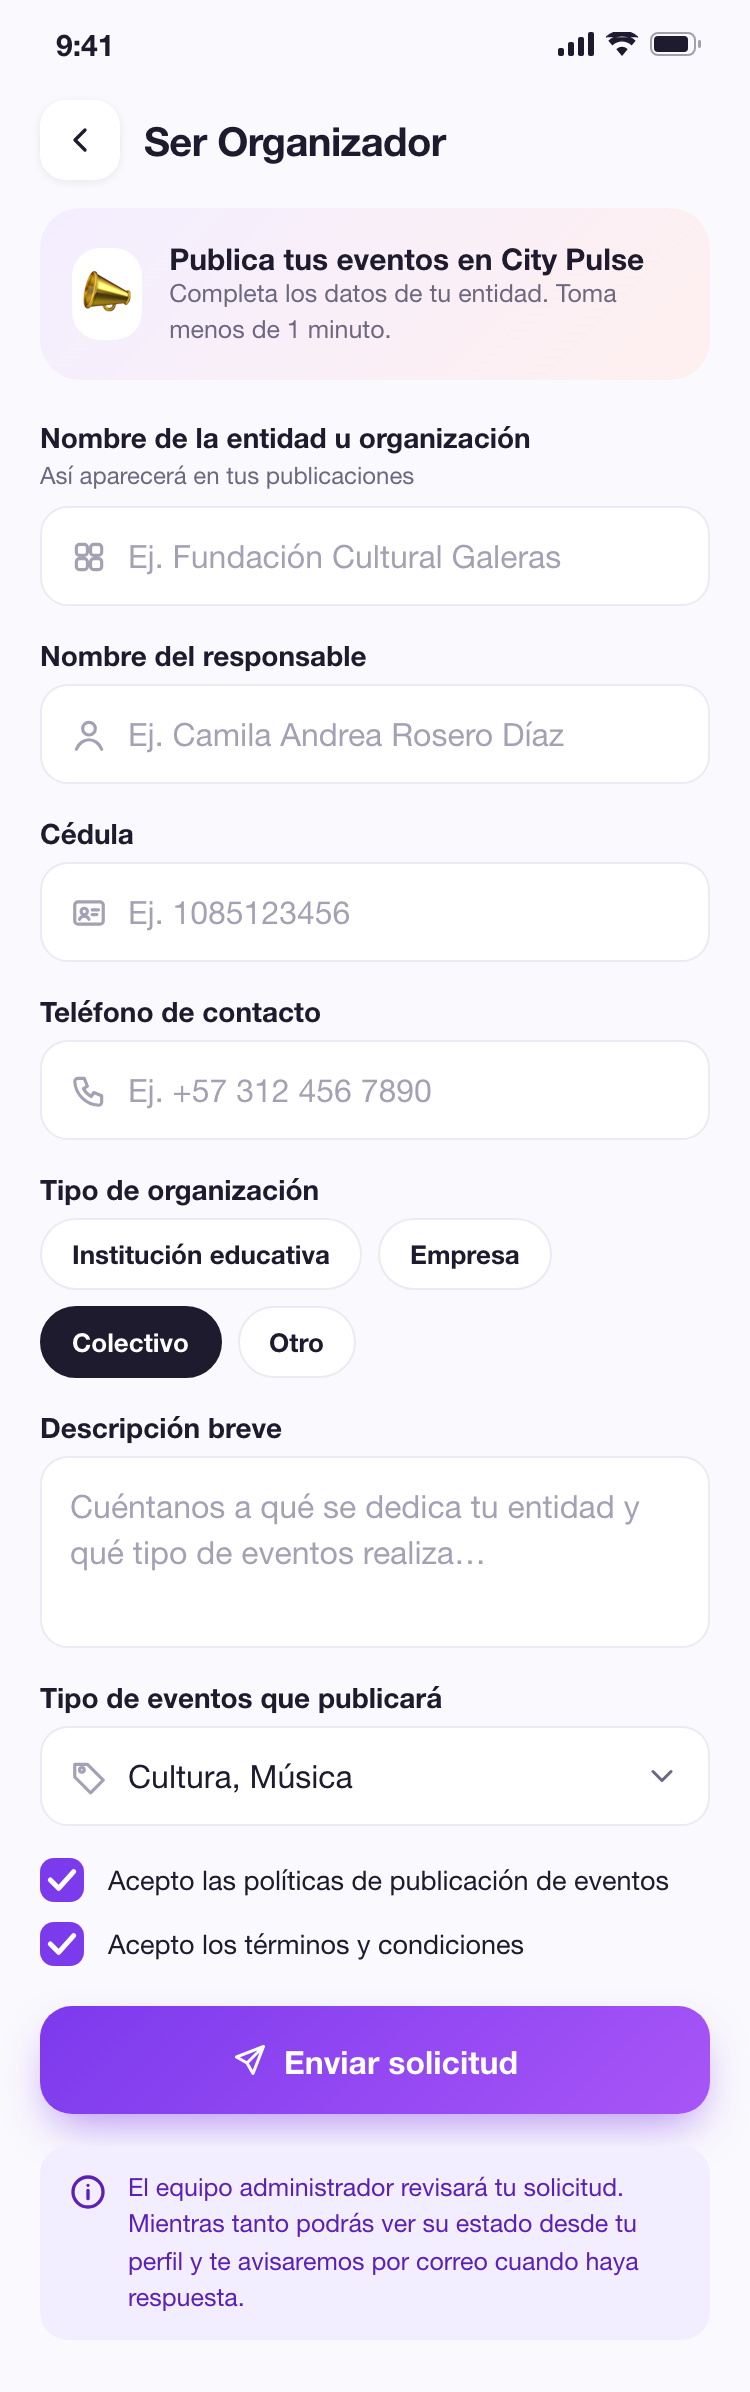 9:41
Ser Organizador
Publica tus eventos en City Pulse
Completa los datos de tu entidad. Toma
menos de 1 minuto.
Nombre de la entidad u organización
Así aparecerá en tus publicaciones
Ej. Fundación Cultural Galeras
Nombre del responsable
Ej. Camila Andrea Rosero Díaz
Cédula
Ej. 1085123456
Teléfono de contacto
Ej. +57 312 456 7890
Tipo de organización
Institución educativa
Empresa
Colectivo
Otro
Descripción breve
Cuéntanos a qué se dedica tu entidad y
qué tipo de eventos realiza…
Tipo de eventos que publicará
Cultura, Música
Acepto las políticas de publicación de eventos
Acepto los términos y condiciones
Enviar solicitud
El equipo administrador revisará tu solicitud.
Mientras tanto podrás ver su estado desde tu
perfil y te avisaremos por correo cuando haya
respuesta.